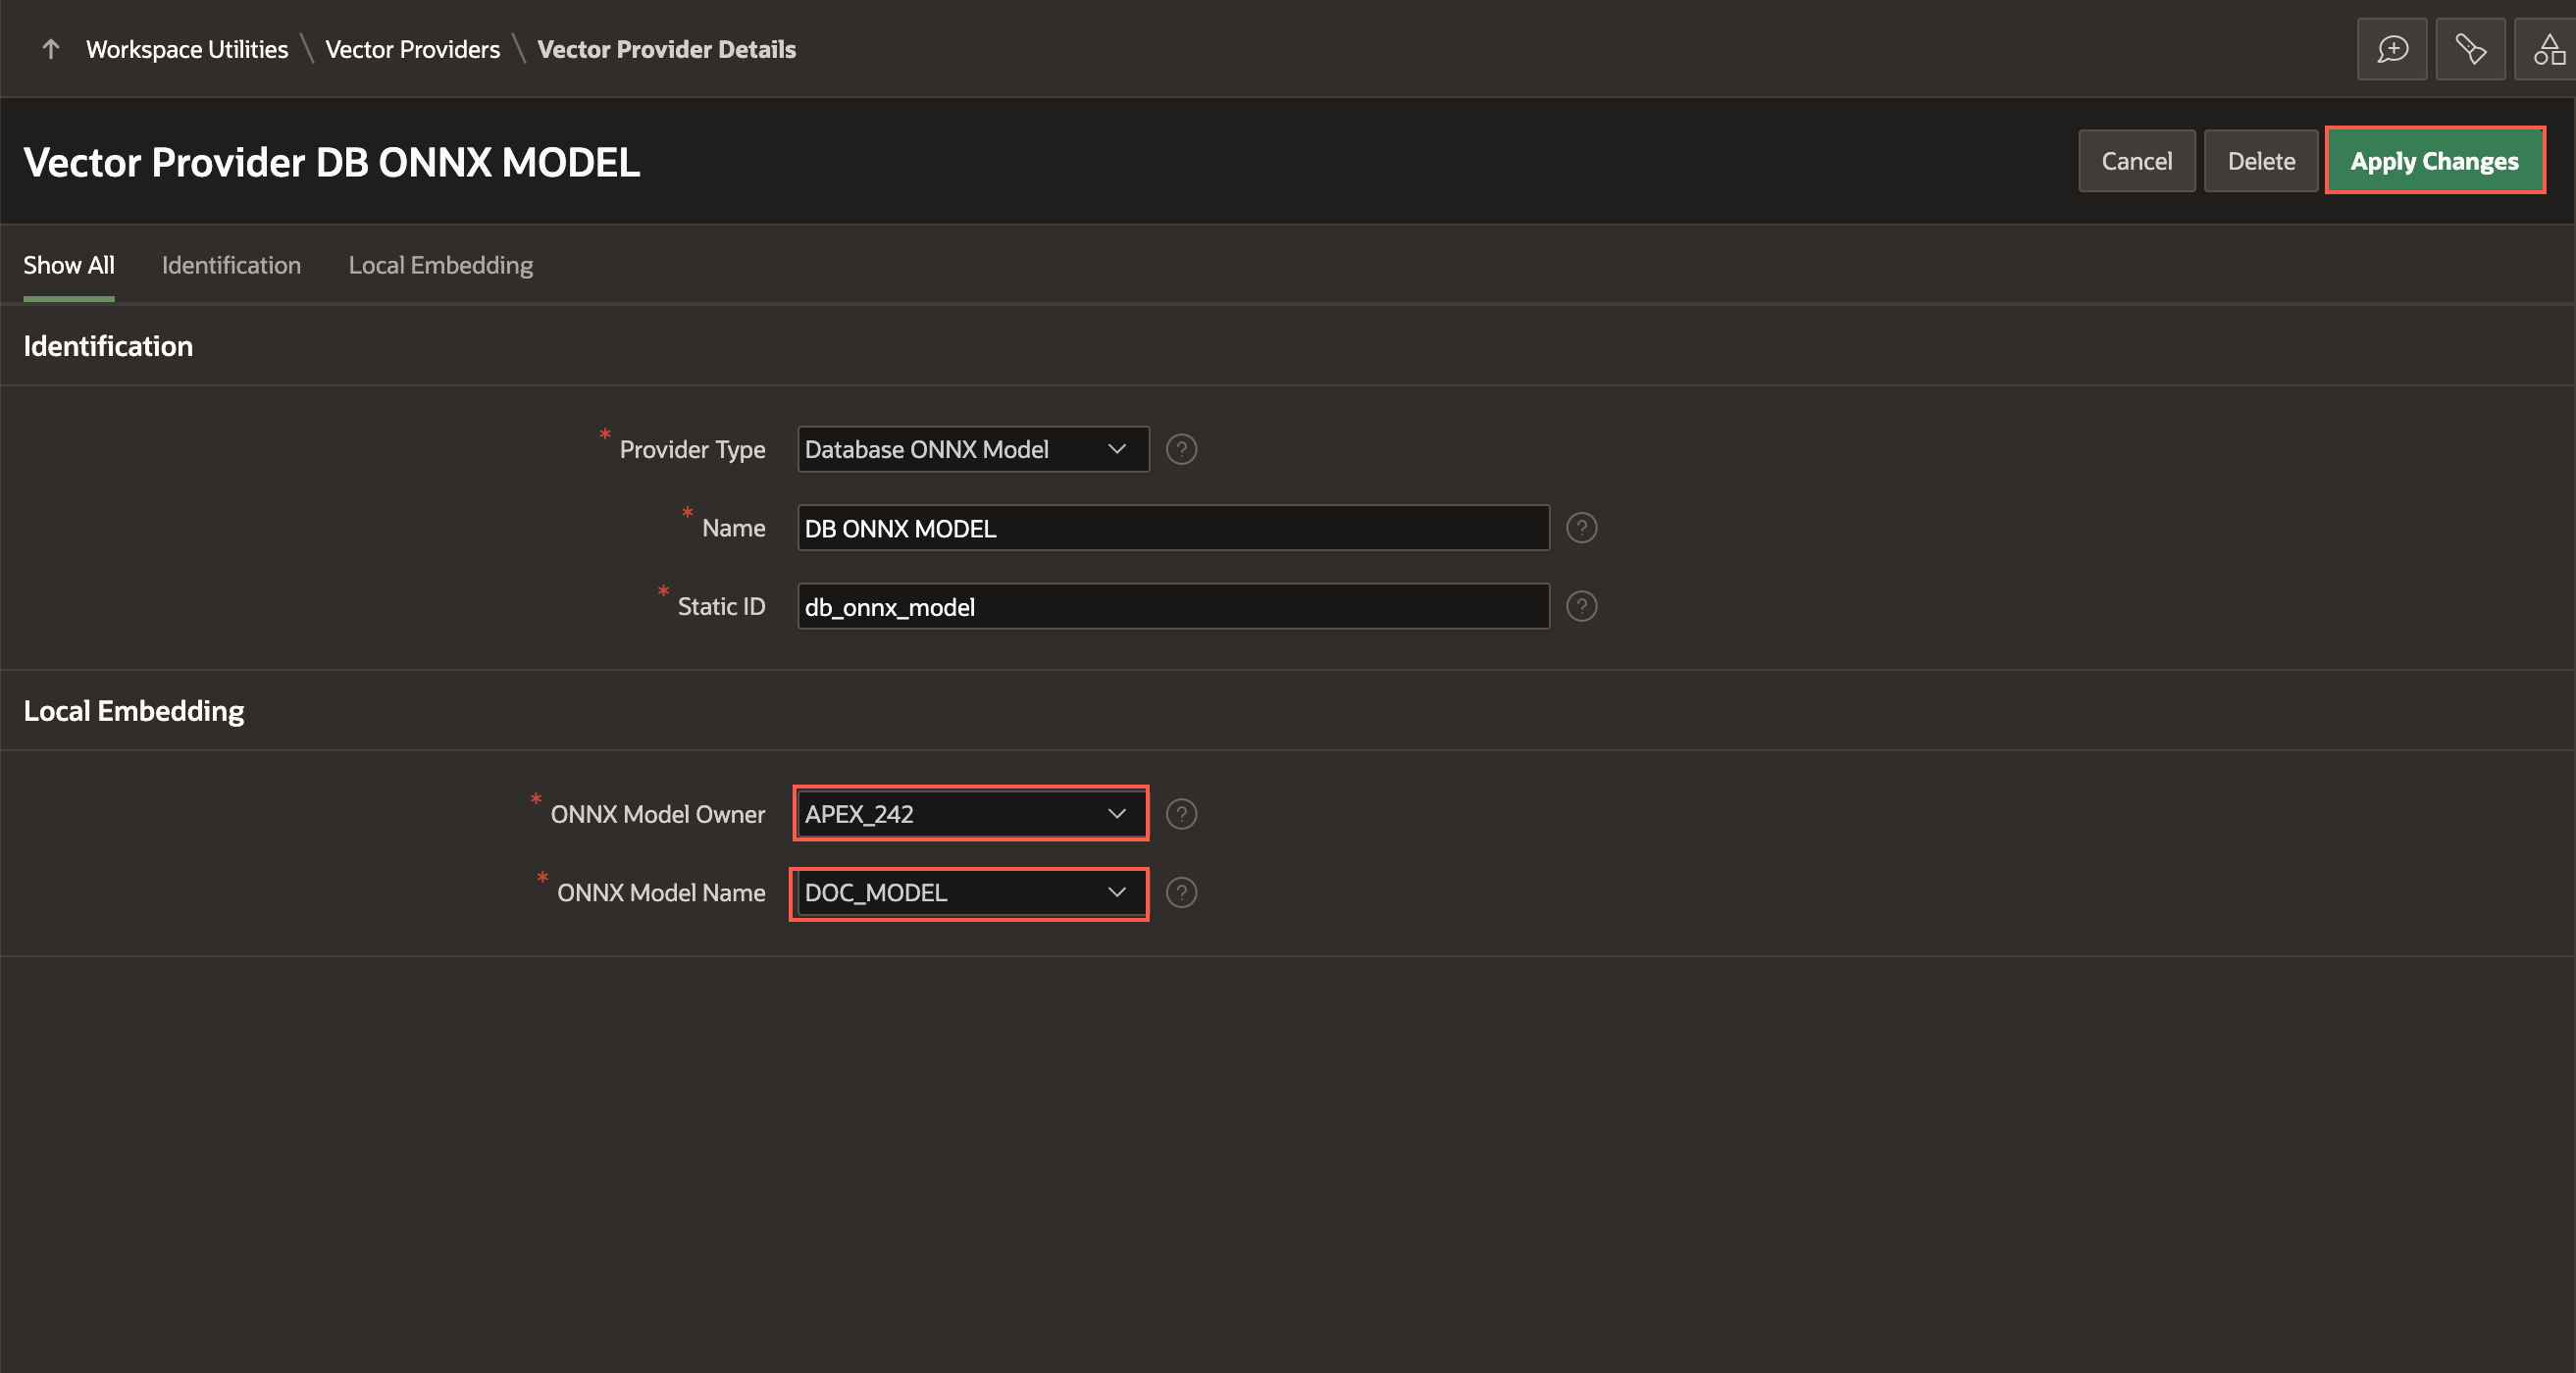 Workspace Utilities \ Vector Providers \ Vector Provider Details
Vector Provider DB ONNX MODEL
Cancel
Delete
Apply Changes
Show All
Identification
Local Embedding
Identification
* Provider Type
Database ONNX Model
?
* Name
DB ONNX MODEL
?
* Static ID
db_onnx_model
?
Local Embedding
* ONNX Model Owner
APEX_242
?
* ONNX Model Name
DOC_MODEL
?